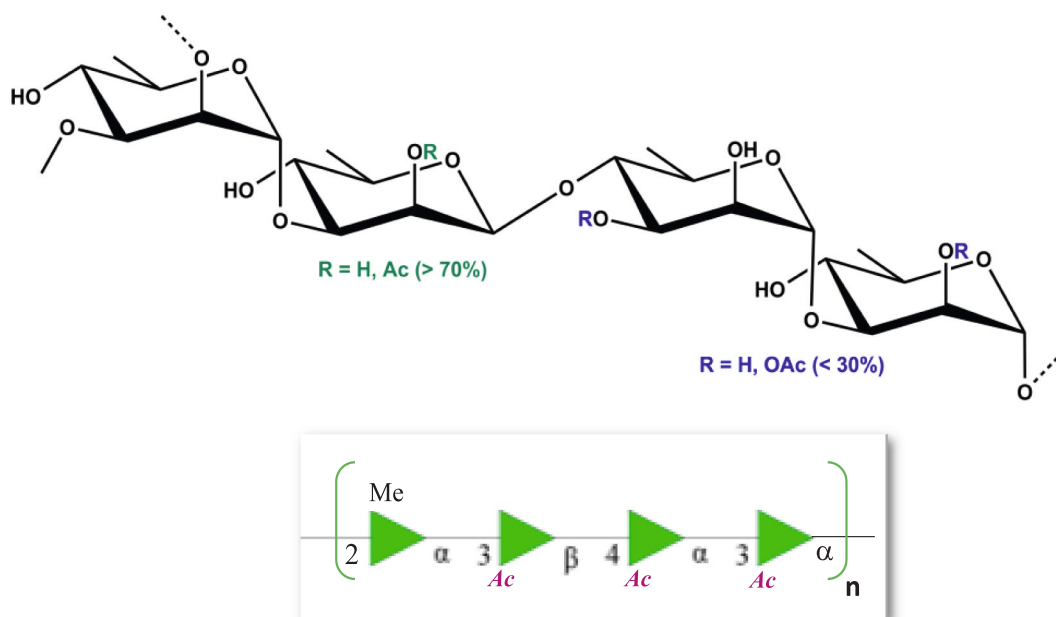 O O
HO
O
OR O
HO
O
O
OH O
RO
R = H, Ac (> 70%)
OR O
HO
O
R = H, OAc (< 30%)
O
Me
2 α 3 β 4 α 3 α
Ac Ac Ac
n